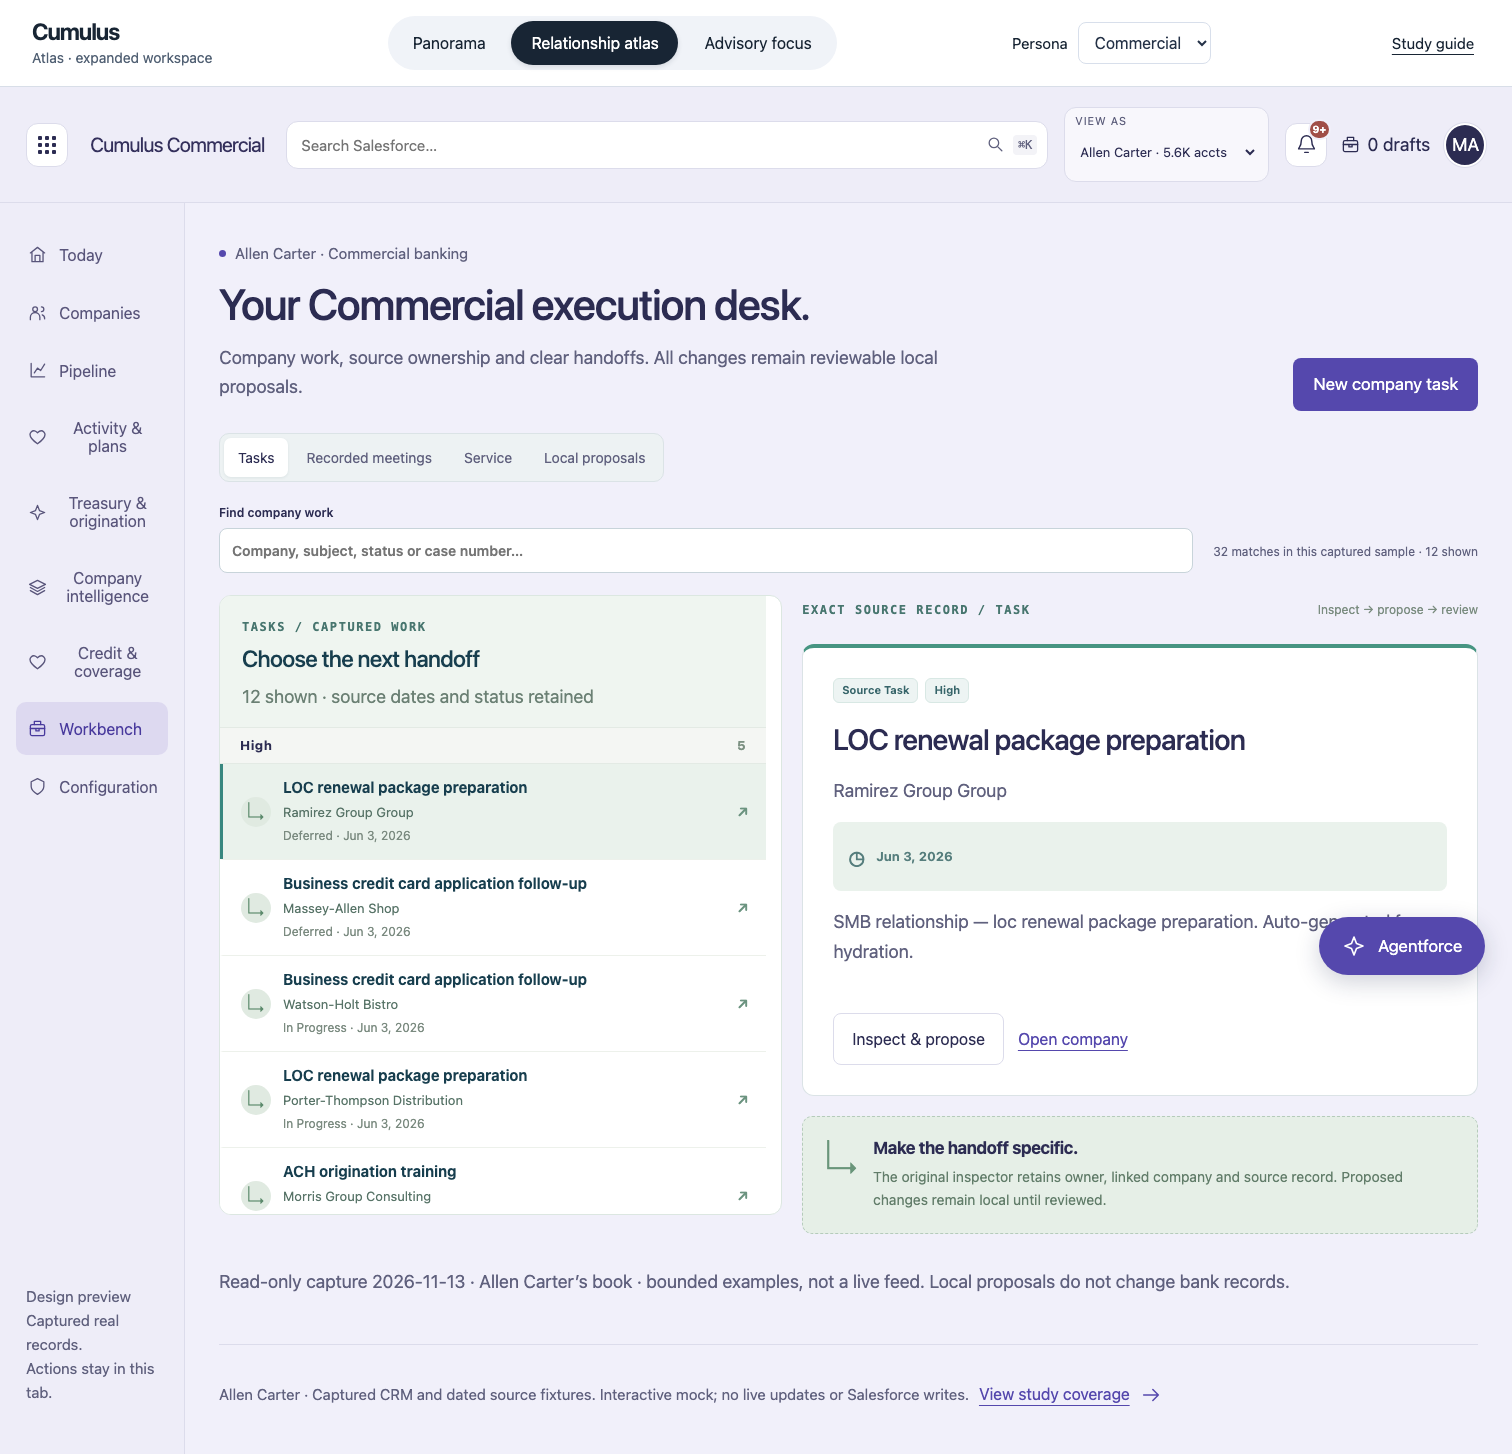 Cumulus
Atlas · expanded workspace
Panorama
Relationship atlas
Advisory focus
Persona
Commercial
Study guide
Cumulus Commercial
Search Salesforce...
⌘K
VIEW AS
Allen Carter · 5.6K accts
9+
0 drafts
MA
Today
Companies
Pipeline
Activity &
plans
Treasury &
origination
Company
intelligence
Credit &
coverage
Workbench
Configuration
Design preview
Captured real
records.
Actions stay in this
tab.
Allen Carter · Commercial banking
Your Commercial execution desk.
Company work, source ownership and clear handoffs. All changes remain reviewable local
proposals.
New company task
Tasks
Recorded meetings
Service
Local proposals
Find company work
Company, subject, status or case number...
32 matches in this captured sample · 12 shown
TASKS / CAPTURED WORK
Choose the next handoff
12 shown · source dates and status retained
High 5
LOC renewal package preparation
Ramirez Group Group
Deferred · Jun 3, 2026
Business credit card application follow-up
Massey-Allen Shop
Deferred · Jun 3, 2026
Business credit card application follow-up
Watson-Holt Bistro
In Progress · Jun 3, 2026
LOC renewal package preparation
Porter-Thompson Distribution
In Progress · Jun 3, 2026
ACH origination training
Morris Group Consulting
EXACT SOURCE RECORD / TASK
Inspect → propose → review
Source Task
High
LOC renewal package preparation
Ramirez Group Group
Jun 3, 2026
SMB relationship — loc renewal package preparation.
hydration.
Agentforce
Inspect & propose
Open company
Make the handoff specific.
The original inspector retains owner, linked company and source record. Proposed
changes remain local until reviewed.
Read-only capture 2026-11-13 · Allen Carter’s book · bounded examples, not a live feed. Local proposals do not change bank records.
Allen Carter · Captured CRM and dated source fixtures. Interactive mock; no live updates or Salesforce writes. View study coverage →